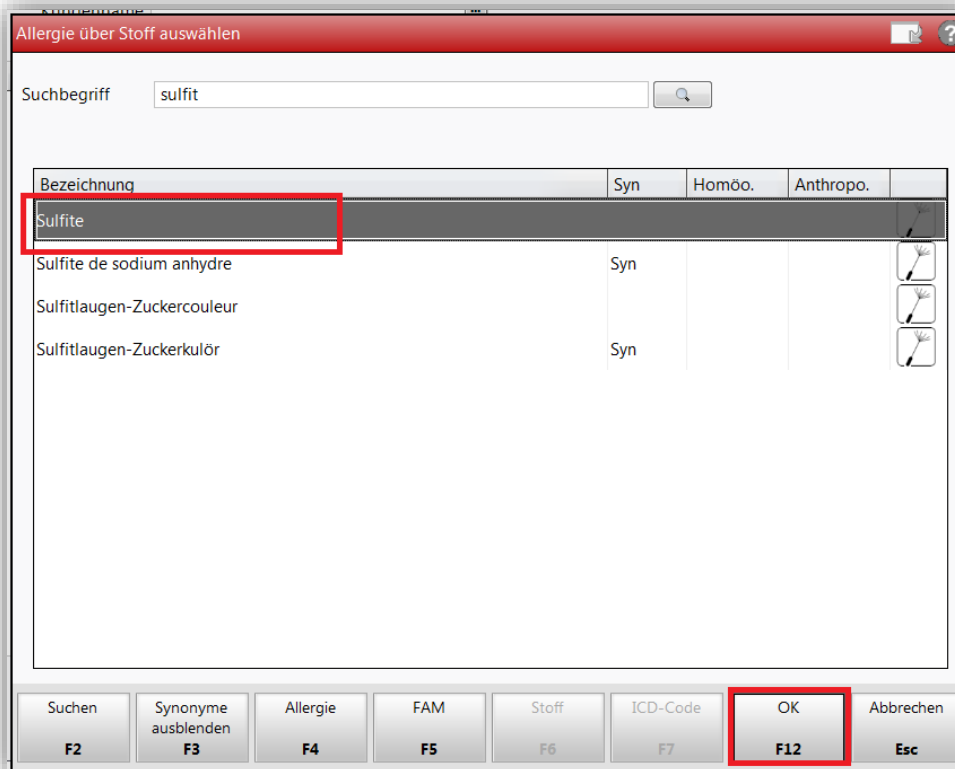 Kundenname
Allergie über Stoff auswählen
?
Suchbegriff sulfit
Bezeichnung Syn Homöo. Anthropo.
Sulfite
Sulfite de sodium anhydre Syn
Sulfitlaugen-Zuckercouleur
Sulfitlaugen-Zuckerkulör Syn
Suchen Synonyme Allergie FAM Stoff ICD-Code OK Abbrechen
ausblenden
F2 F3 F4 F5 F6 F7 F12 Esc